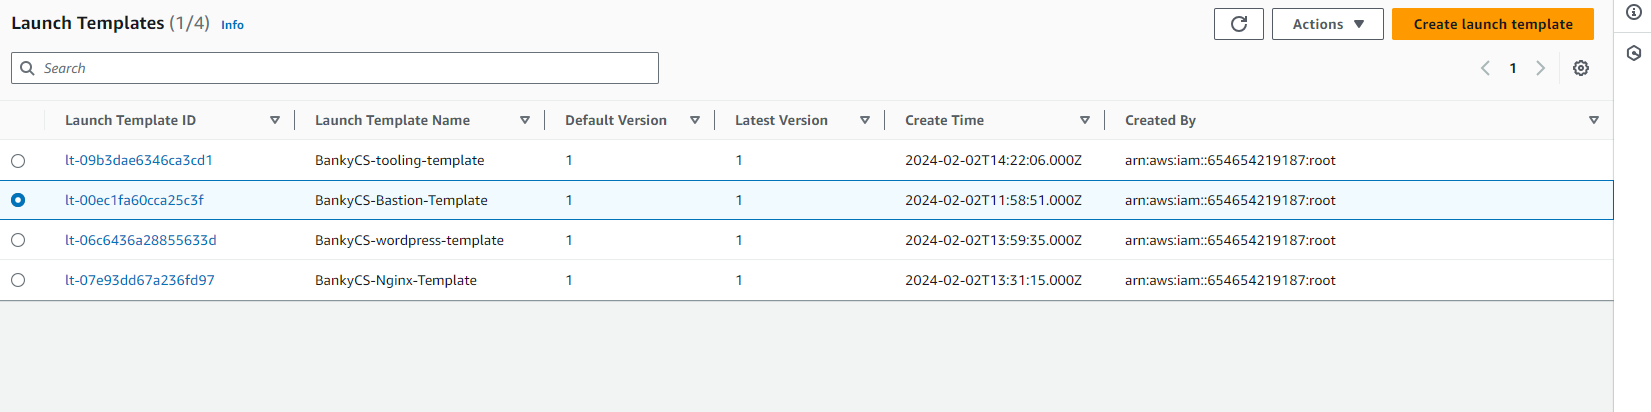 Launch Templates (1/4) Info
Actions
Create launch template
Search
1
Launch Template ID Launch Template Name Default Version Latest Version Create Time Created By
lt-09b3dae6346ca3cd1 BankyCS-tooling-template 1 1 2024-02-02T14:22:06.000Z arn:aws:iam::654654219187:root
lt-00ec1fa60cca25c3f BankyCS-Bastion-Template 1 1 2024-02-02T11:58:51.000Z arn:aws:iam::654654219187:root
lt-06c6436a28855633d BankyCS-wordpress-template 1 1 2024-02-02T13:59:35.000Z arn:aws:iam::654654219187:root
lt-07e93dd67a236fd97 BankyCS-Nginx-Template 1 1 2024-02-02T13:31:15.000Z arn:aws:iam::654654219187:root